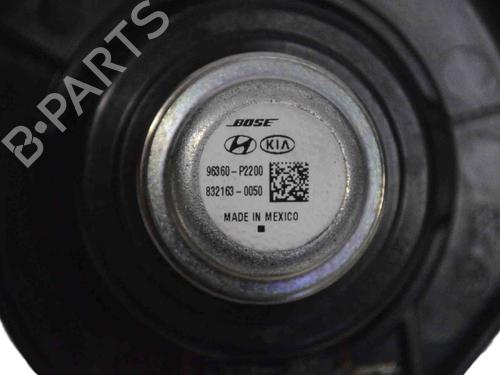 B-PARTS
BOSE
KIA
96360-P2200
832163-0050
MADE IN MEXICO